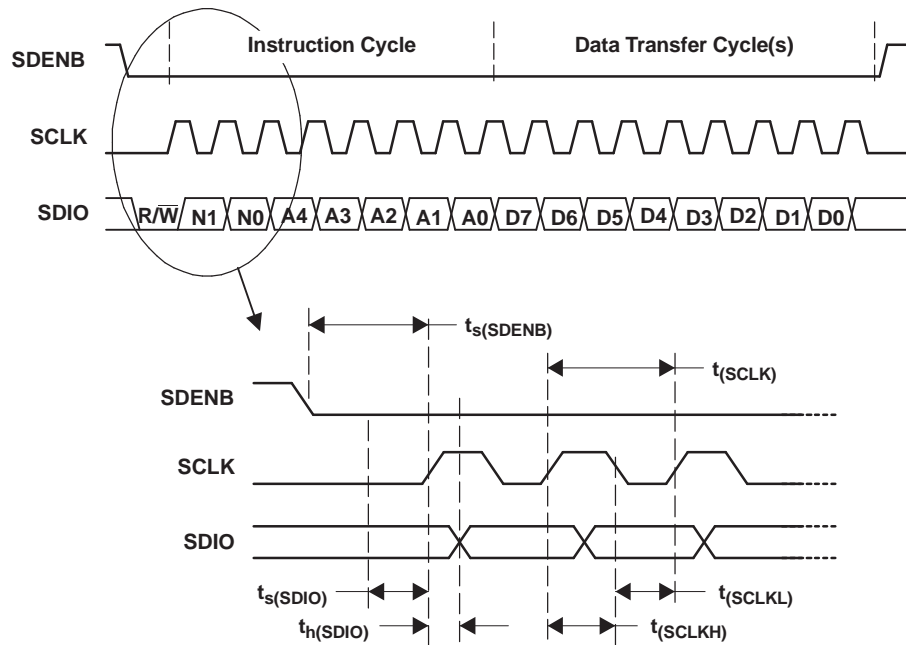 Instruction Cycle Data Transfer Cycle(s)
SDENB
SCLK
SDIO R/W̅ N1 N0 A4 A3 A2 A1 A0 D7 D6 D5 D4 D3 D2 D1 D0
ts(SDENB)
t(SCLK)
SDENB
SCLK
SDIO
ts(SDIO) t(SCLKL)
th(SDIO) t(SCLKH)